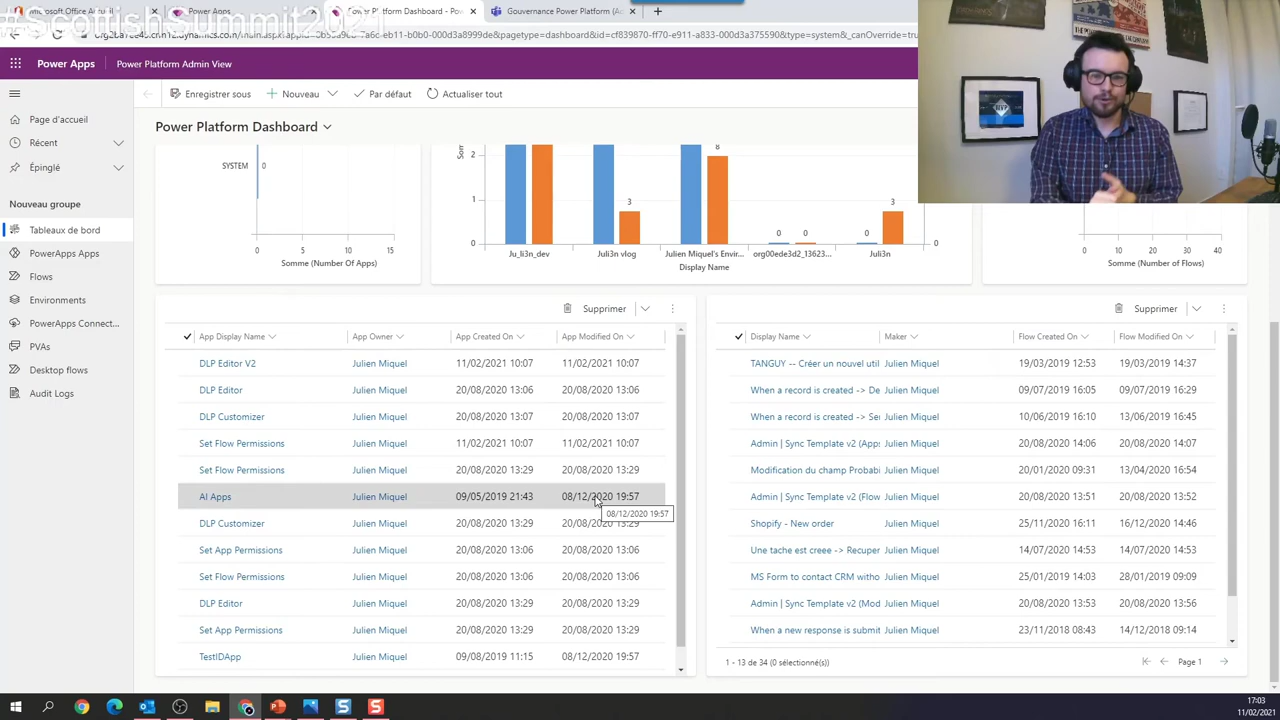 #ScottishSummit2021
Microsoft Office Accueil
Power Apps
Power Platform Dashboard - Pow
Gouvernance Power Platform (A
Power Apps
Power Platform Admin View
Enregistrer sous
Nouveau
Par défaut
Actualiser tout
Page d'accueil
Récent
Épinglé
Nouveau groupe
Tableaux de bord
PowerApps Apps
Flows
Environments
PowerApps Connect...
PVAs
Desktop flows
Audit Logs
Power Platform Dashboard
SYSTEM
0
0 5 10 15
Somme (Number Of Apps)
2
1
0
8
3
0 0 0
3
0
Ju_li3n_dev
Juli3n vlog
Julien Miquel's Envir...
org00ede3d2_13623...
Juli3n
Display Name
0 10 20 30 40
Somme (Number of Flows)
Supprimer
App Display Name App Owner App Created On App Modified On
DLP Editor V2 Julien Miquel 11/02/2021 10:07 11/02/2021 10:07
DLP Editor Julien Miquel 20/08/2020 13:06 20/08/2020 13:06
DLP Customizer Julien Miquel 20/08/2020 13:07 20/08/2020 13:06
Set Flow Permissions Julien Miquel 11/02/2021 10:07 11/02/2021 10:07
Set Flow Permissions Julien Miquel 20/08/2020 13:29 20/08/2020 13:29
AI Apps Julien Miquel 09/05/2019 21:43 08/12/2020 19:57
08/12/2020 19:57
DLP Customizer Julien Miquel 20/08/2020 13:29 20/08/2020 13:29
Set App Permissions Julien Miquel 20/08/2020 13:06 20/08/2020 13:06
Set Flow Permissions Julien Miquel 20/08/2020 13:06 20/08/2020 13:06
DLP Editor Julien Miquel 20/08/2020 13:29 20/08/2020 13:29
Set App Permissions Julien Miquel 20/08/2020 13:29 20/08/2020 13:29
TestIDApp Julien Miquel 09/08/2019 11:15 08/12/2020 19:57
Supprimer
Display Name Maker Flow Created On Flow Modified On
TANGUY -- Créer un nouvel util Julien Miquel 19/03/2019 12:53 19/03/2019 14:37
When a record is created -> De Julien Miquel 09/07/2019 16:05 09/07/2019 16:29
When a record is created -> Se Julien Miquel 10/06/2019 16:10 13/06/2019 16:45
Admin | Sync Template v2 (Apps Julien Miquel 20/08/2020 14:06 20/08/2020 14:07
Modification du champ Probabi Julien Miquel 21/01/2019 09:30 13/04/2020 16:54
Admin | Sync Template v2 (Flow Julien Miquel 20/08/2020 13:51 20/08/2020 13:52
Shopify - New order Julien Miquel 25/11/2020 16:11 16/12/2020 14:46
Une tache est creee -> Recuper Julien Miquel 14/07/2020 14:53 14/07/2020 14:53
MS Form to contact CRM witho Julien Miquel 25/01/2019 14:03 28/01/2019 09:09
Admin | Sync Template v2 (Mod Julien Miquel 20/08/2020 13:53 20/08/2020 13:56
When a new response is submit Julien Miquel 23/11/2018 08:43 14/12/2018 09:14
1 - 13 de 34 (0 sélectionné(s))
Page 1
17:03
11/02/2021